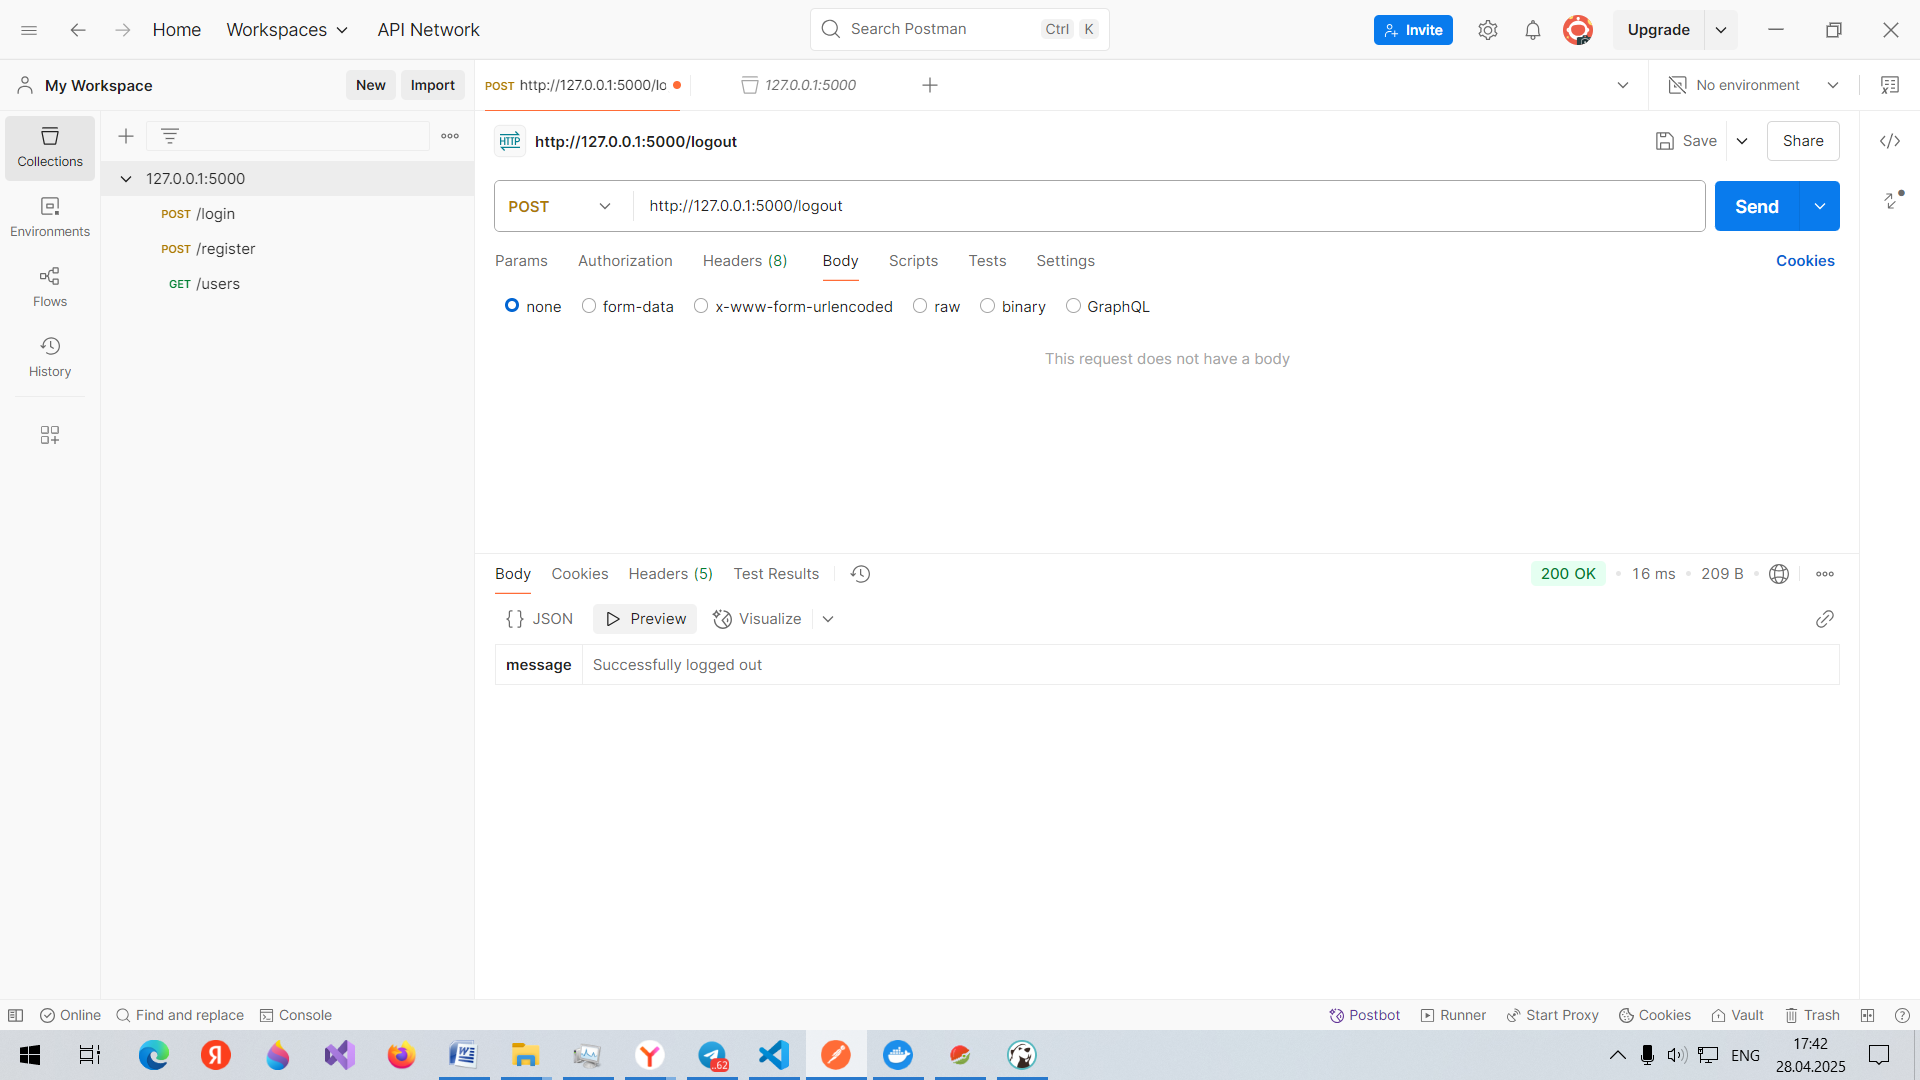 Home Workspaces API Network Search Postman Ctrl K Invite Upgrade
My Workspace New Import POST http://127.0.0.1:5000/lo 127.0.0.1:5000 No environment
Collections
Environments
Flows
History
127.0.0.1:5000
POST /login
POST /register
GET /users
HTTP http://127.0.0.1:5000/logout Save Share
POST http://127.0.0.1:5000/logout Send
Params Authorization Headers (8) Body Scripts Tests Settings Cookies
none form-data x-www-form-urlencoded raw binary GraphQL
This request does not have a body
Body Cookies Headers (5) Test Results 200 OK 16 ms 209 B
{} JSON Preview Visualize
message Successfully logged out
Online Find and replace Console Postbot Runner Start Proxy Cookies Vault Trash
Я Y ..62 ENG 17:42
28.04.2025